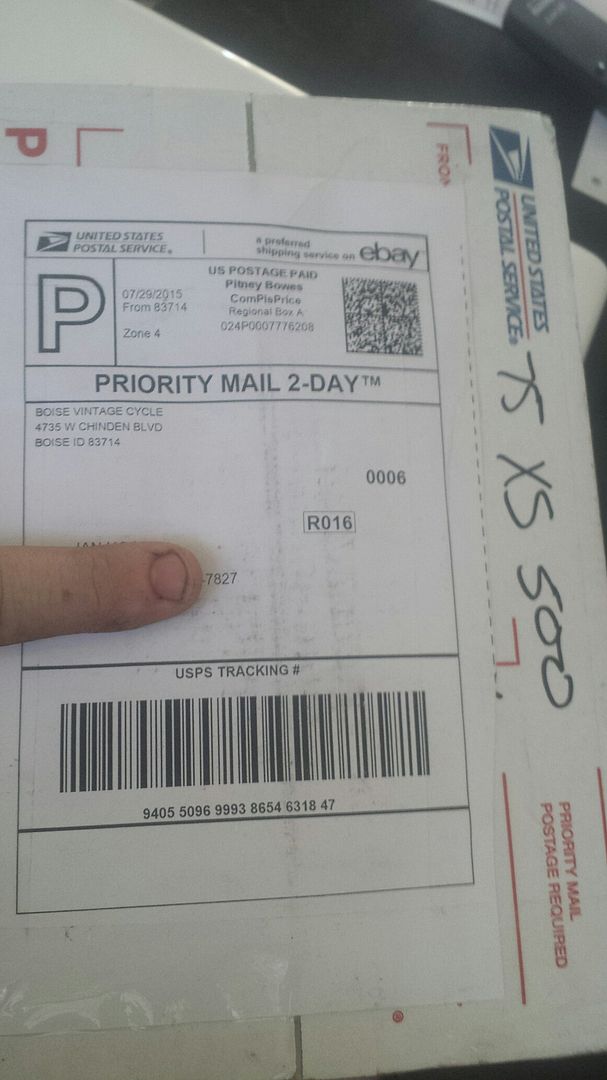 P
FROM
UNITED STATES
POSTAL SERVICE®
75 XS 500
UNITED STATES
POSTAL SERVICE®
a preferred
shipping service on ebay
P
07/29/2015
From 83714
Zone 4
US POSTAGE PAID
Pitney Bowes
ComPlsPrice
Regional Box A
024P0007776208
PRIORITY MAIL 2-DAY™
BOISE VINTAGE CYCLE
4735 W CHINDEN BLVD
BOISE ID 83714
0006
R016
-7827
USPS TRACKING #
9405 5096 9993 8654 6318 47
PRIORITY MAIL
POSTAGE REQUIRED